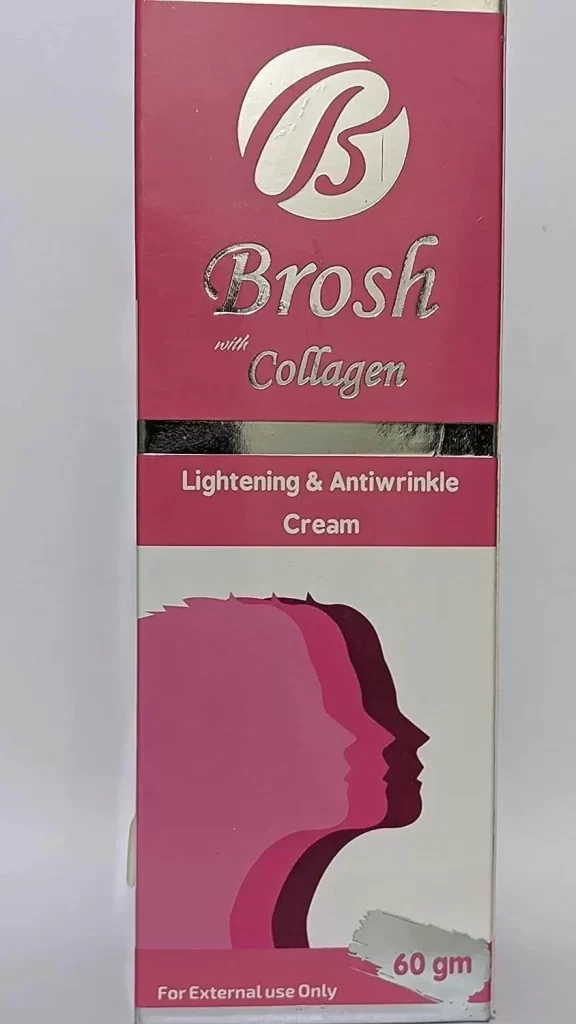 B
Brosh
with
Collagen
Lightening & Antiwrinkle
Cream
60 gm
For External use Only